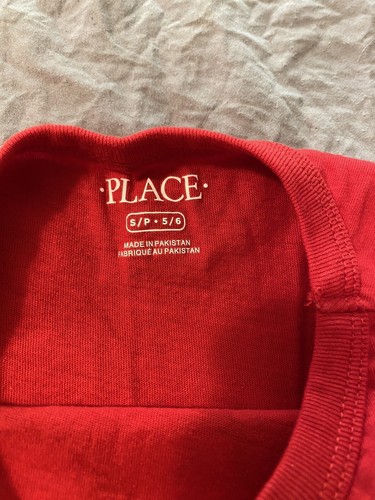 ·PLACE·
S/P • 5/6
MADE IN PAKISTAN
FABRIQUÉ AU PAKISTAN